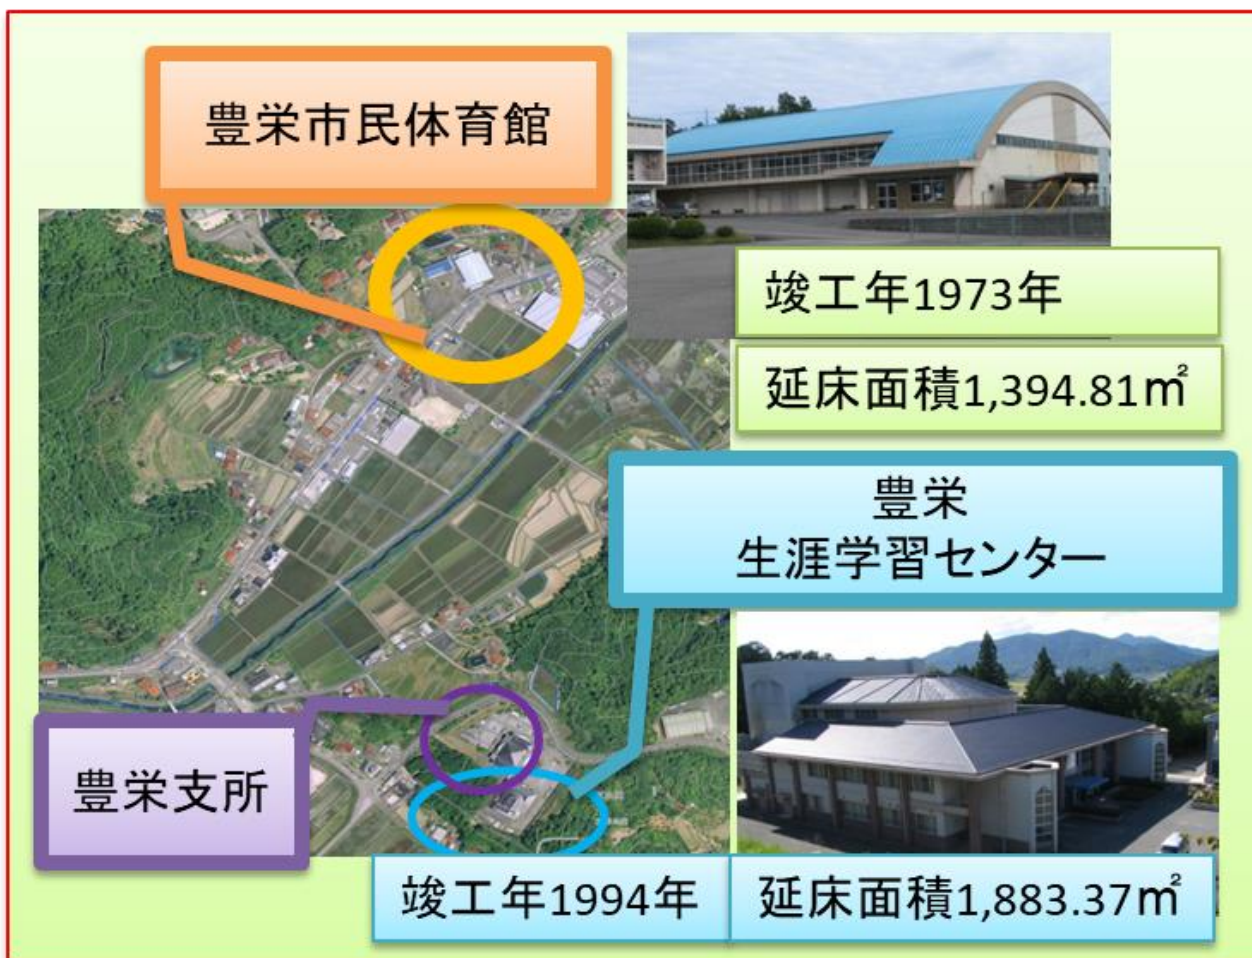 豊栄市民体育館
竣工年1973年
延床面積1,394.81㎡
豊栄
生涯学習センター
豊栄支所
竣工年1994年
延床面積1,883.37㎡